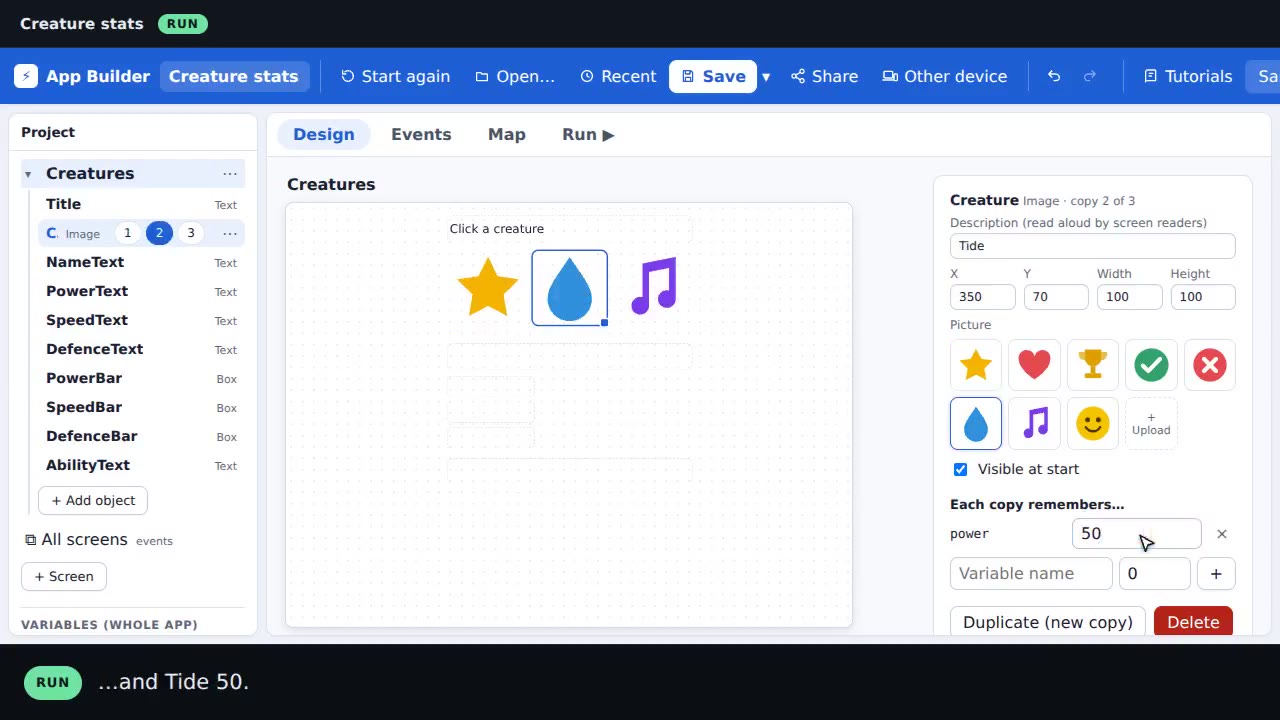 Creature stats RUN
App Builder Creature stats Start again Open... Recent Save ▾ Share Other device Tutorials Sa
Project
▾ Creatures ...
Title Text
C. Image 1 2 3 ...
NameText Text
PowerText Text
SpeedText Text
DefenceText Text
PowerBar Box
SpeedBar Box
DefenceBar Box
AbilityText Text
+ Add object
All screens events
+ Screen
VARIABLES (WHOLE APP)
Design Events Map Run ▶
Creatures
Click a creature
Creature Image · copy 2 of 3
Description (read aloud by screen readers)
Tide
X Y Width Height
350 70 100 100
Picture
+
Upload
Visible at start
Each copy remembers…
power 50 ×
Variable name 0 +
Duplicate (new copy) Delete
RUN …and Tide 50.